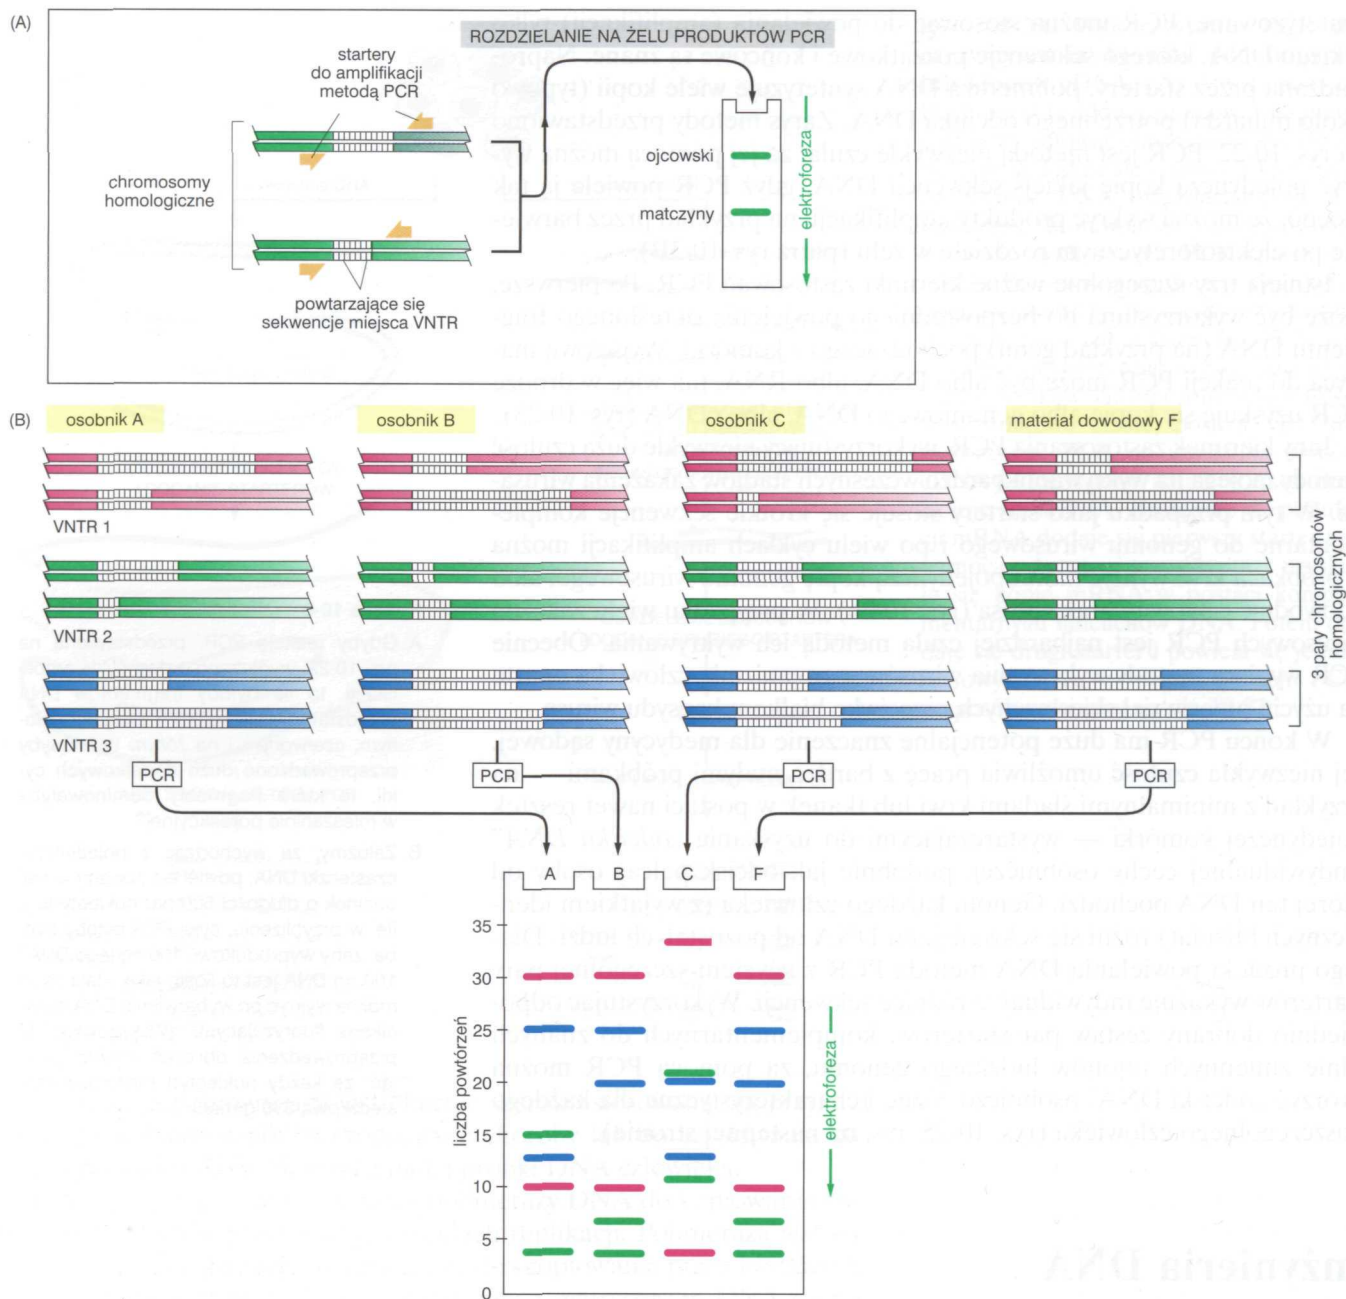 (A)
ROZDZIELANIE NA ŻELU PRODUKTÓW PCR
startery
do amplifikacji
metodą PCR
chromosomy
homologiczne
powtarzające się
sekwencje miejsca VNTR
ojcowski
matczyny
elektroforeza
(B)
osobnik A
osobnik B
osobnik C
materiał dowodowy F
VNTR 1
VNTR 2
VNTR 3
3 pary chromosomów
homologicznych
PCR
PCR
PCR
PCR
A
B
C
F
liczba powtórzeń
35
30
25
20
15
10
5
0
elektroforeza